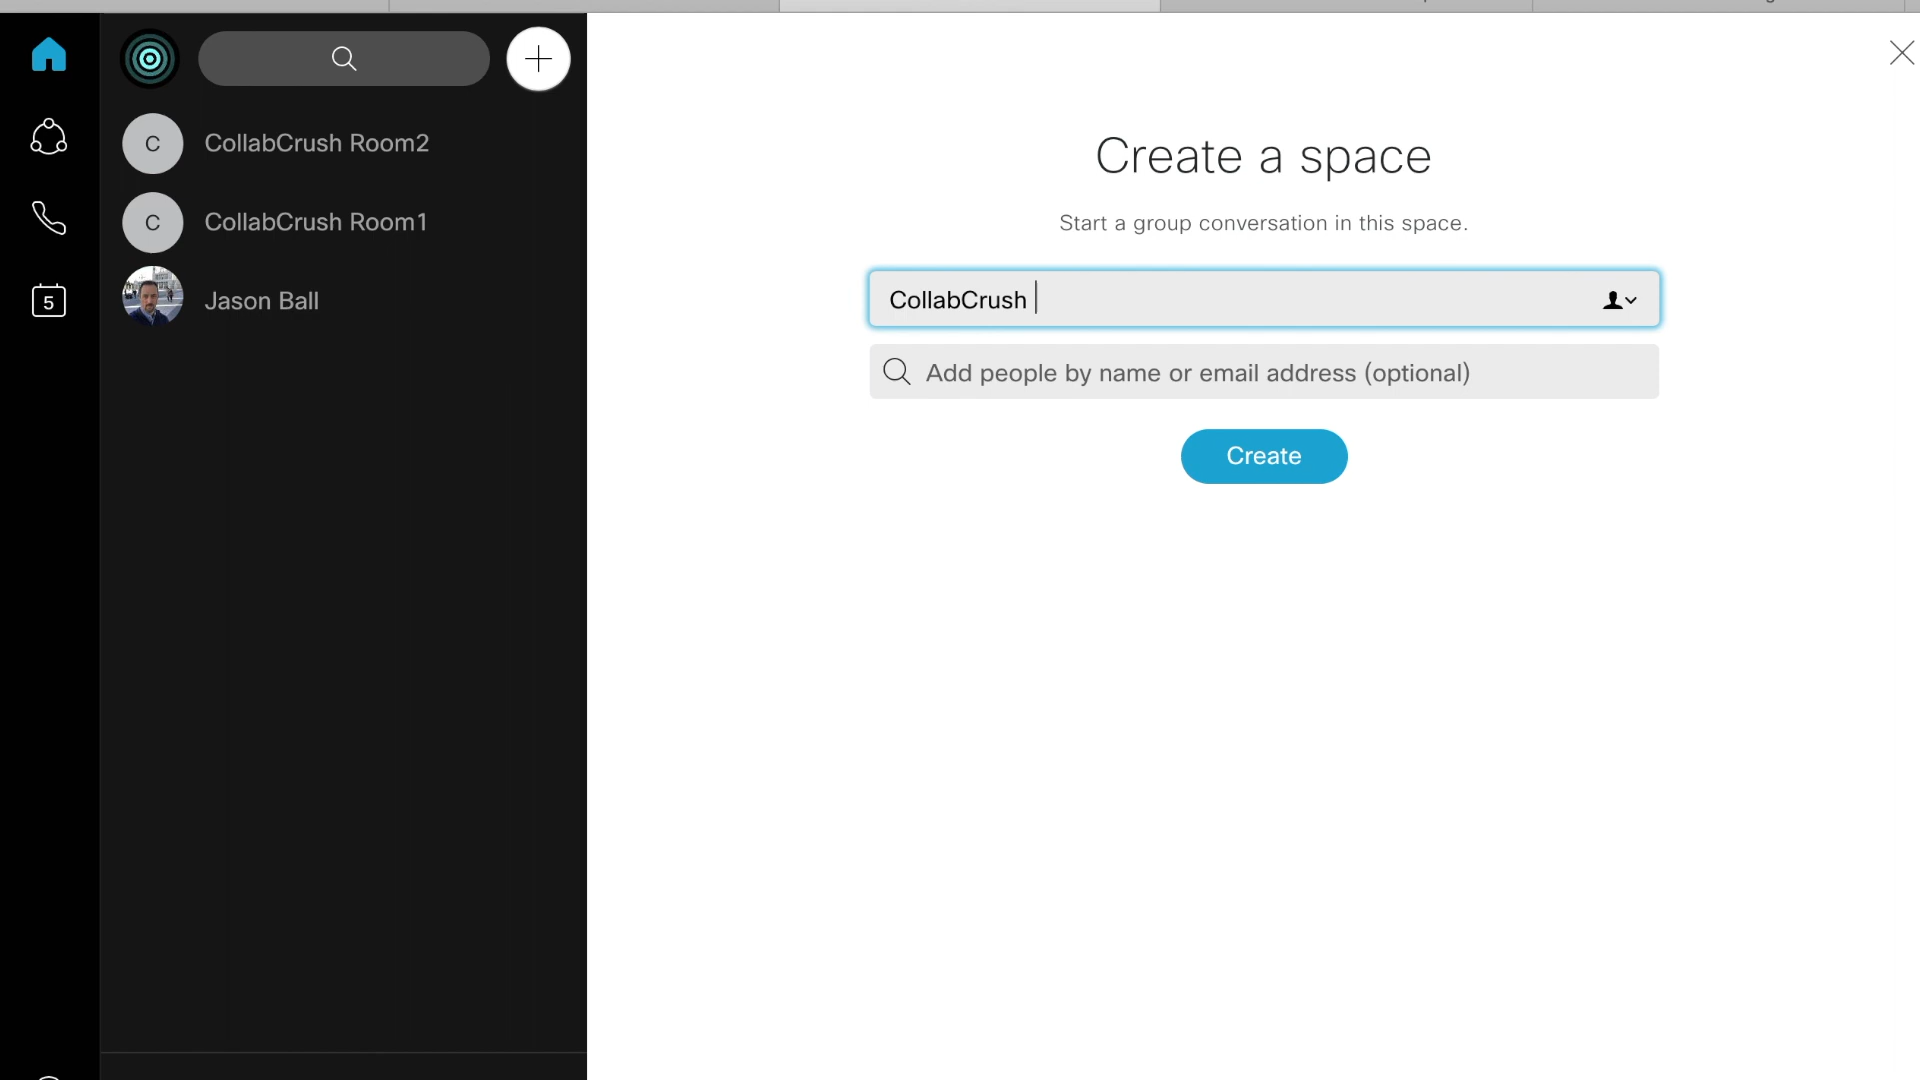 C CollabCrush Room2
C CollabCrush Room1
Jason Ball
5
Create a space
Start a group conversation in this space.
CollabCrush
Add people by name or email address (optional)
Create